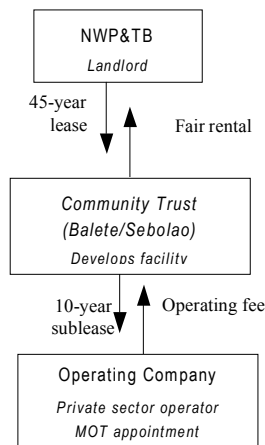 NWP&TB
Landlord
45-year
lease
Fair rental
Community Trust
(Balete/Sebolao)
Develops facility
10-year
sublease
Operating fee
Operating Company
Private sector operator
MOT appointment